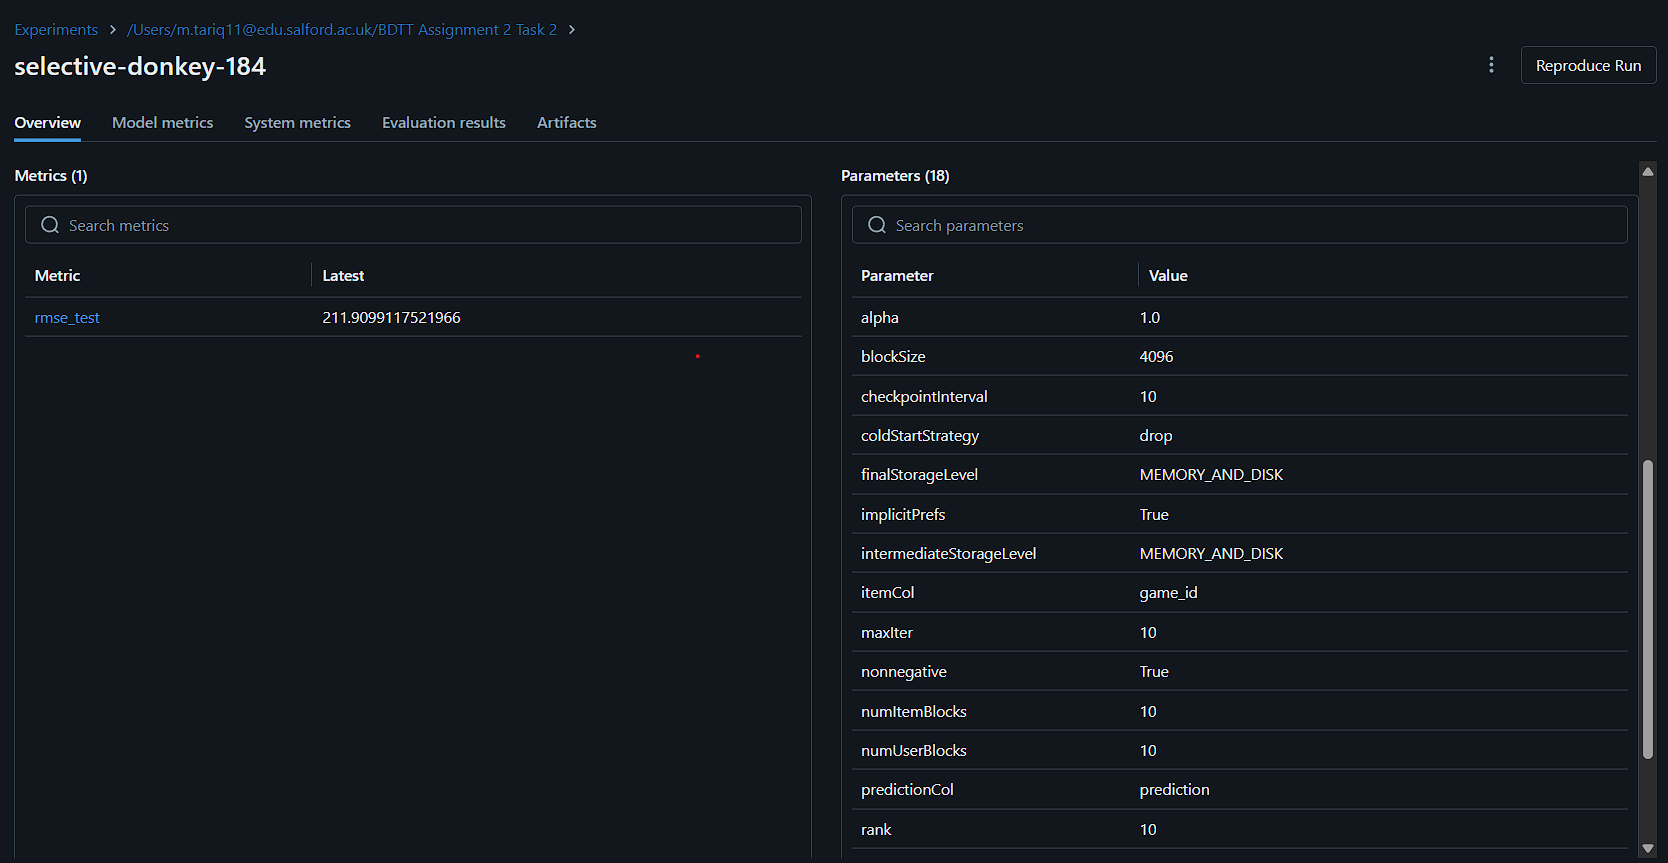 Experiments > /Users/m.tariq11@edu.salford.ac.uk/BDTT Assignment 2 Task 2 >
selective-donkey-184
Reproduce Run
Overview Model metrics System metrics Evaluation results Artifacts
Metrics (1)
Search metrics
Metric Latest
rmse_test 211.9099117521966
Parameters (18)
Search parameters
Parameter Value
alpha 1.0
blockSize 4096
checkpointInterval 10
coldStartStrategy drop
finalStorageLevel MEMORY_AND_DISK
implicitPrefs True
intermediateStorageLevel MEMORY_AND_DISK
itemCol game_id
maxIter 10
nonnegative True
numItemBlocks 10
numUserBlocks 10
predictionCol prediction
rank 10